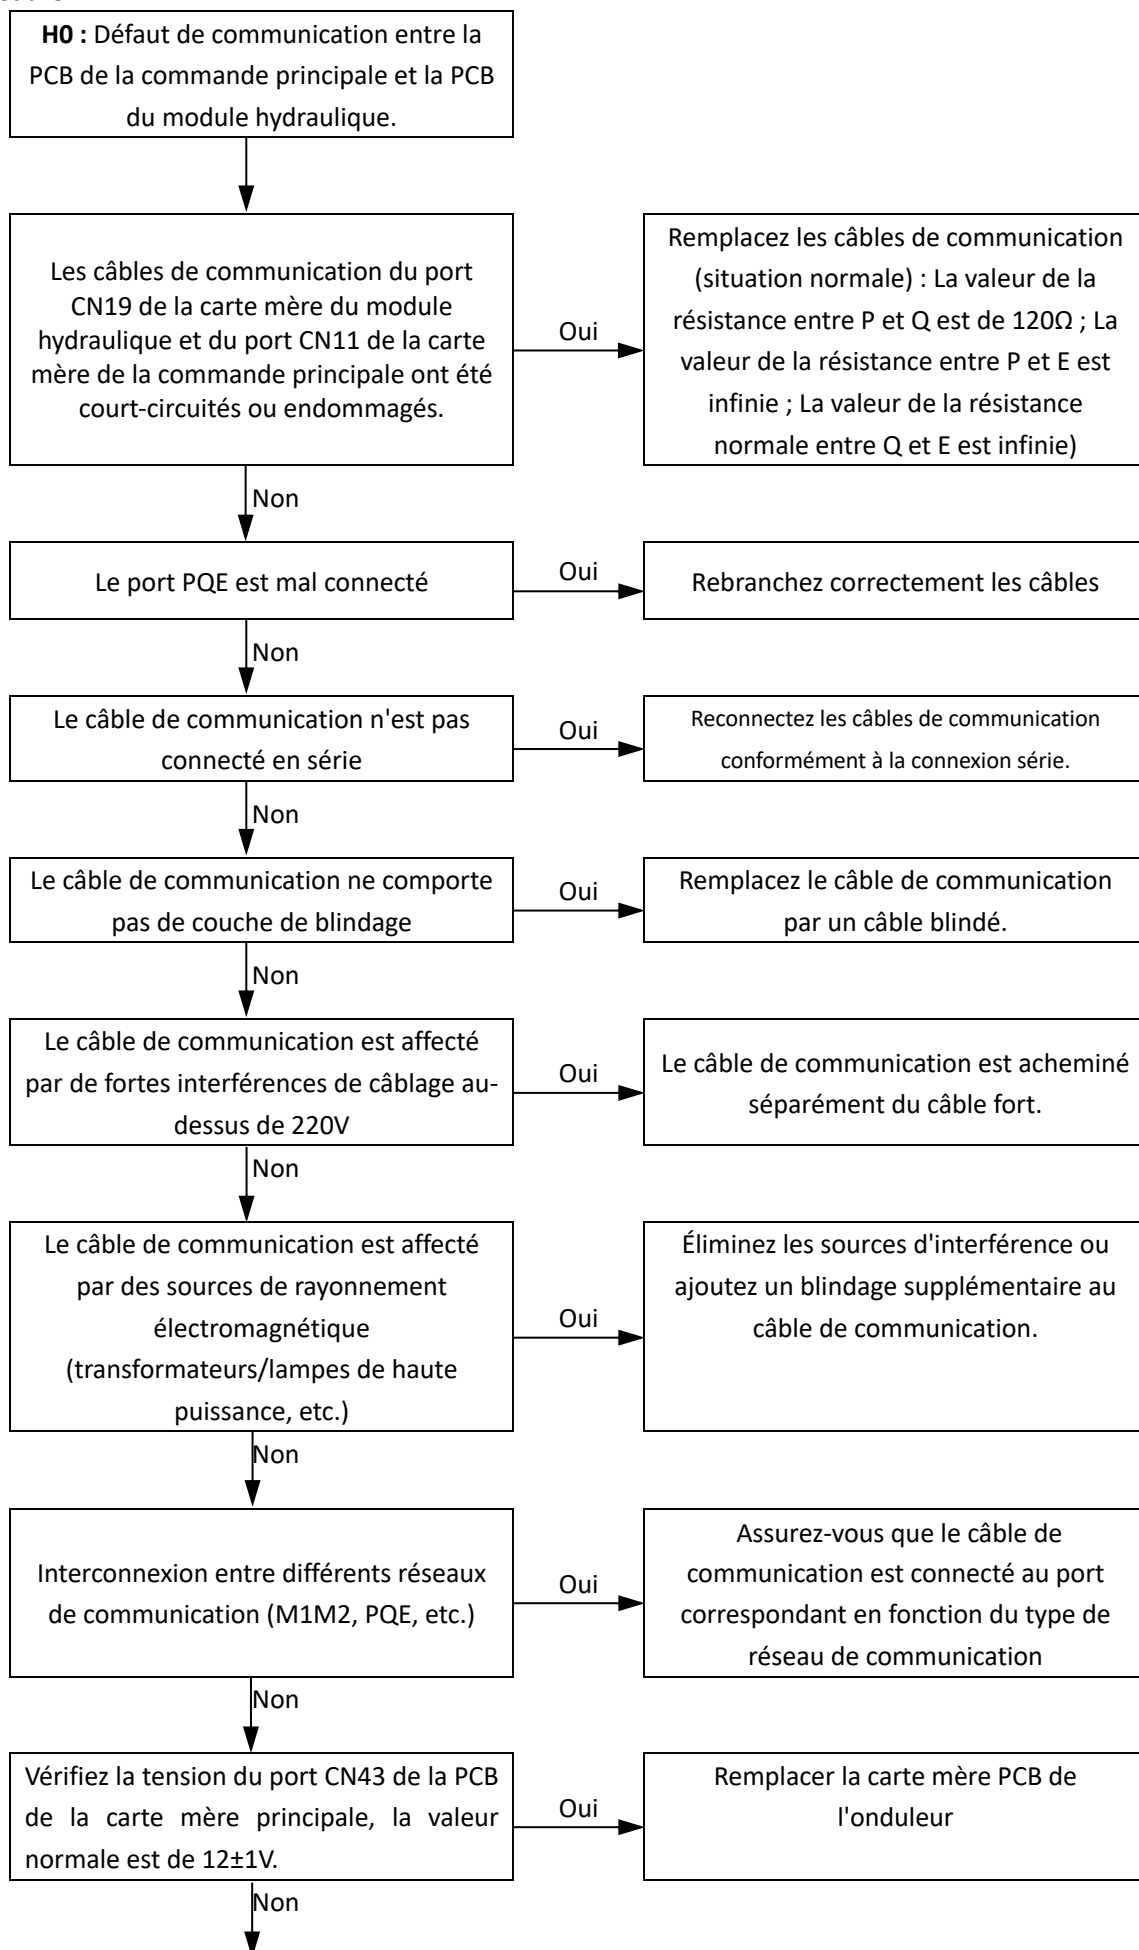 H0 : Défaut de communication entre la
PCB de la commande principale et la PCB
du module hydraulique.
Les câbles de communication du port
CN19 de la carte mère du module
hydraulique et du port CN11 de la carte
mère de la commande principale ont été
court-circuités ou endommagés.
Oui
Remplacez les câbles de communication
(situation normale) : La valeur de la
résistance entre P et Q est de 120Ω ; La
valeur de la résistance entre P et E est
infinie ; La valeur de la résistance
normale entre Q et E est infinie)
Non
Le port PQE est mal connecté
Oui
Rebranchez correctement les câbles
Non
Le câble de communication n'est pas
connecté en série
Oui
Reconnectez les câbles de communication
conformément à la connexion série.
Non
Le câble de communication ne comporte
pas de couche de blindage
Oui
Remplacez le câble de communication
par un câble blindé.
Non
Le câble de communication est affecté
par de fortes interférences de câblage au-
dessus de 220V
Oui
Le câble de communication est acheminé
séparément du câble fort.
Non
Le câble de communication est affecté
par des sources de rayonnement
électromagnétique
(transformateurs/lampes de haute
puissance, etc.)
Oui
Éliminez les sources d'interférence ou
ajoutez un blindage supplémentaire au
câble de communication.
Non
Interconnexion entre différents réseaux
de communication (M1M2, PQE, etc.)
Oui
Assurez-vous que le câble de
communication est connecté au port
correspondant en fonction du type de
réseau de communication
Non
Vérifiez la tension du port CN43 de la PCB
de la carte mère principale, la valeur
normale est de 12±1V.
Oui
Remplacer la carte mère PCB de
l'onduleur
Non